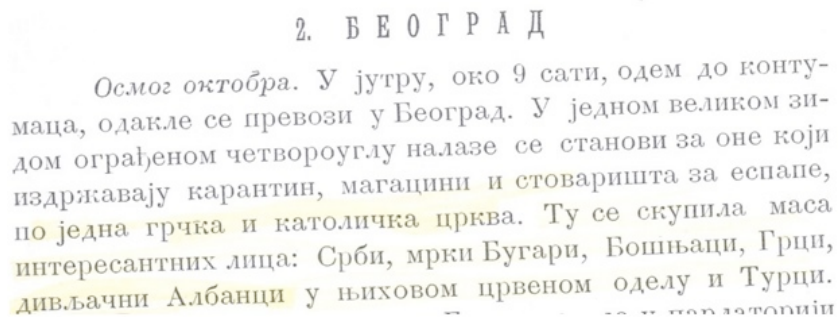 2. БЕОГРАД
Осмог октобра. У јутру, око 9 сати, одем до конту-
маца, одакле се превози у Београд. У једном великом зи-
дом ограђеном четвороуглу налазе се станови за оне који
издржавају карантин, магацини и стоваришта за еспапе,
по једна грчка и католичка црква. Ту се скупила маса
интересантних лица: Срби, мрки Бугари, Бошњаци, Грци,
дивљачни Албанци у њиховом црвеном оделу и Турци.